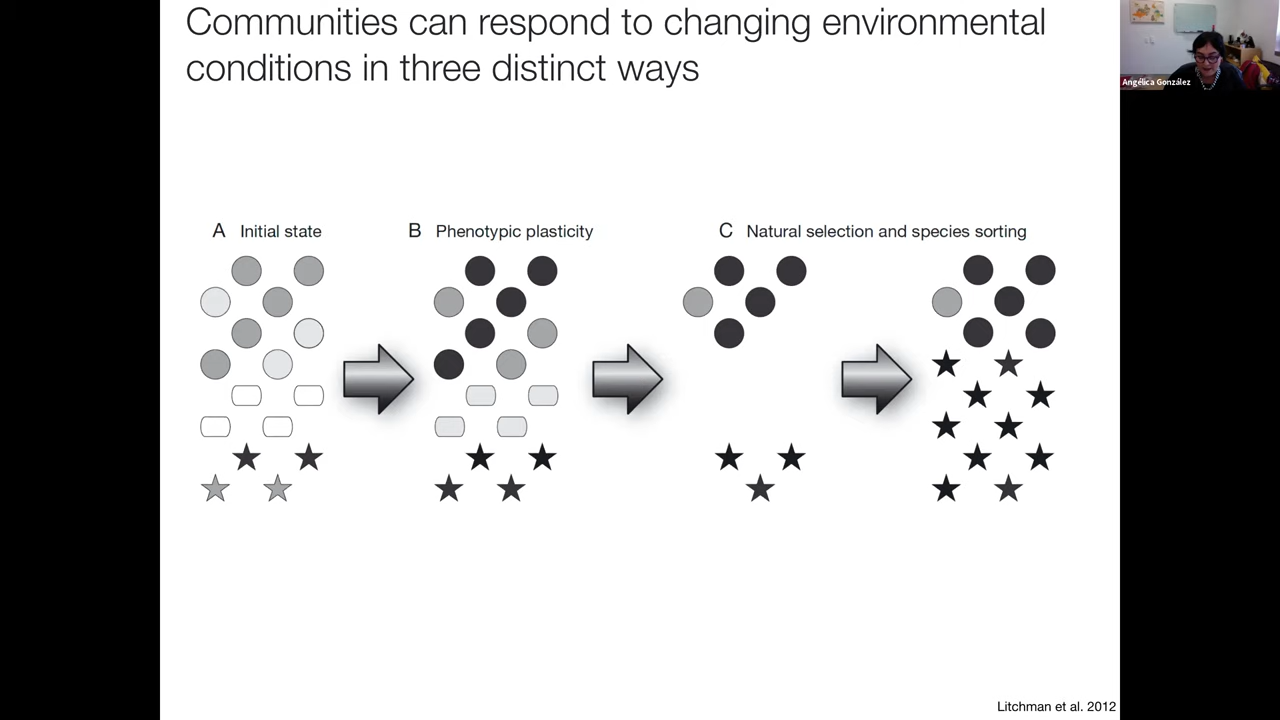 Communities can respond to changing environmental
conditions in three distinct ways
Angélica González
A Initial state
B Phenotypic plasticity
C Natural selection and species sorting
Litchman et al. 2012